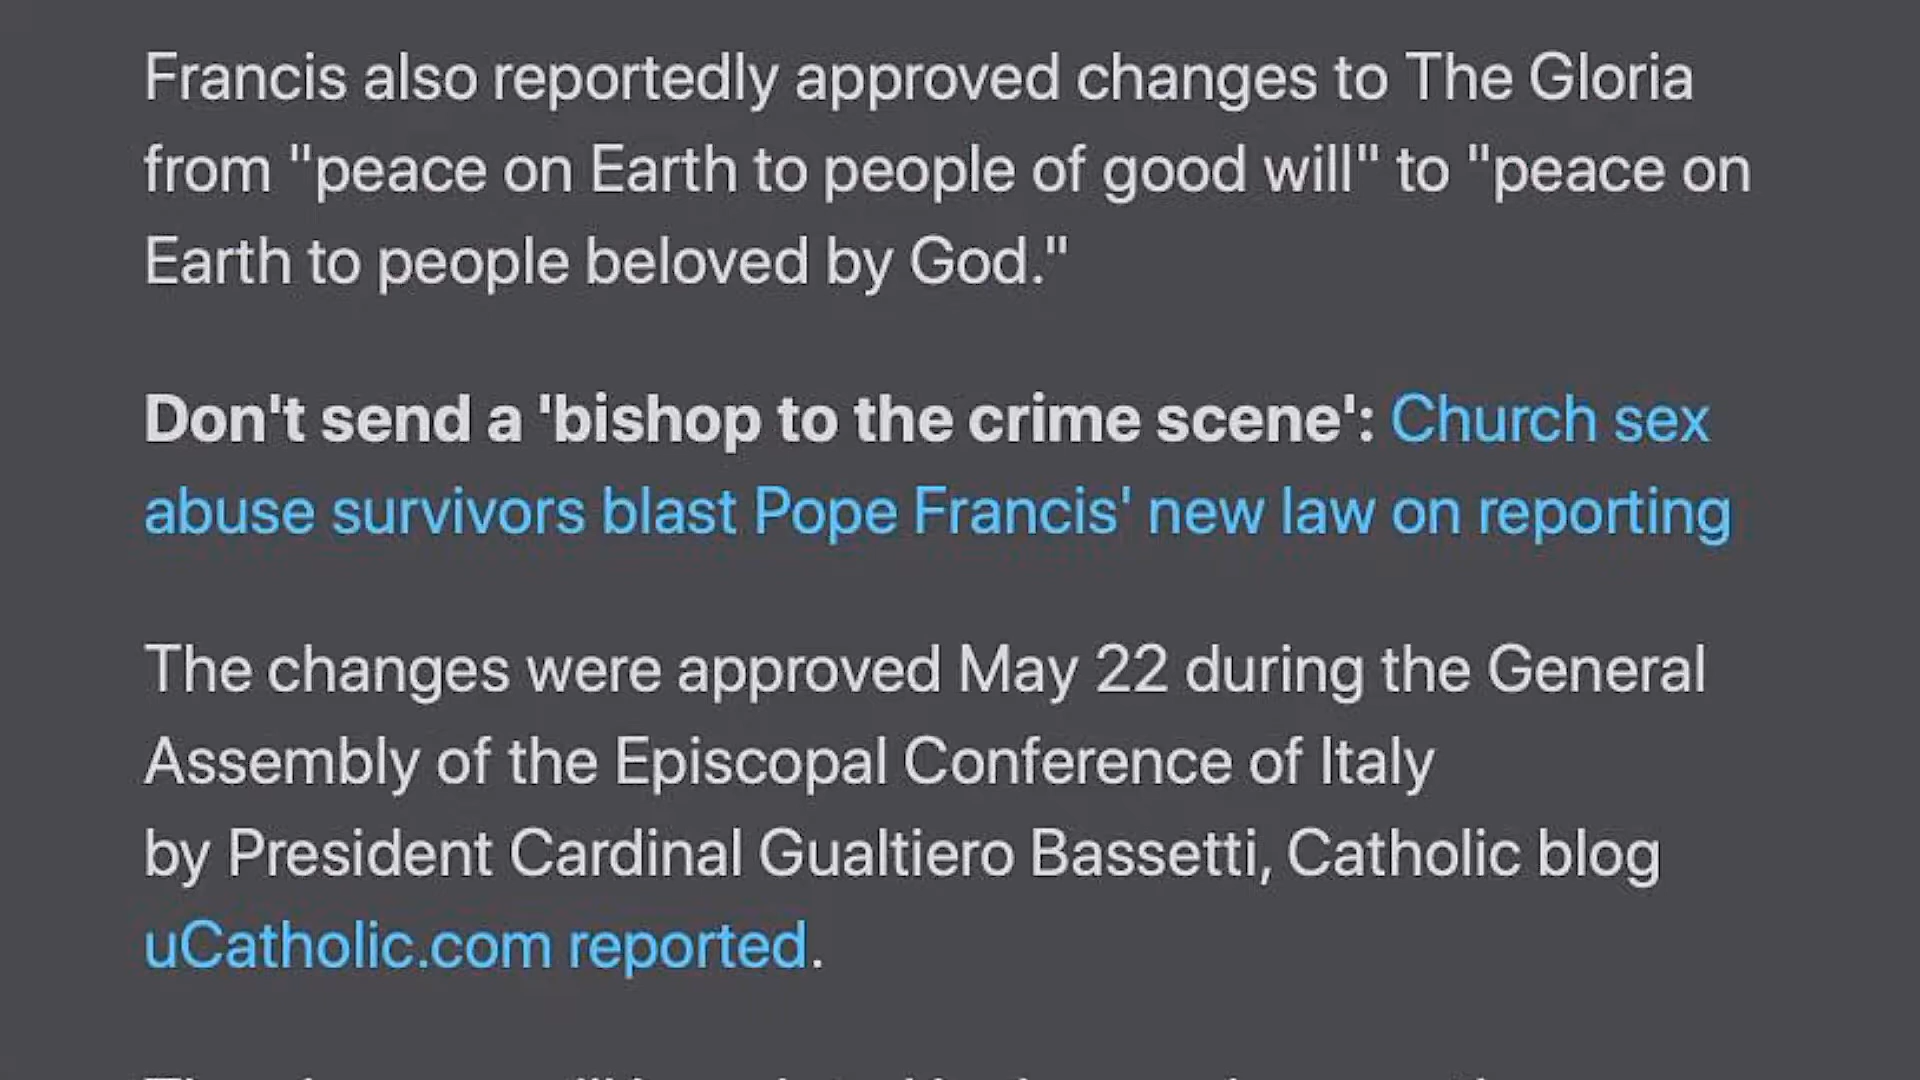 Francis also reportedly approved changes to The Gloria
from "peace on Earth to people of good will" to "peace on
Earth to people beloved by God."
Don't send a 'bishop to the crime scene': Church sex
abuse survivors blast Pope Francis' new law on reporting
The changes were approved May 22 during the General
Assembly of the Episcopal Conference of Italy
by President Cardinal Gualtiero Bassetti, Catholic blog
uCatholic.com reported.